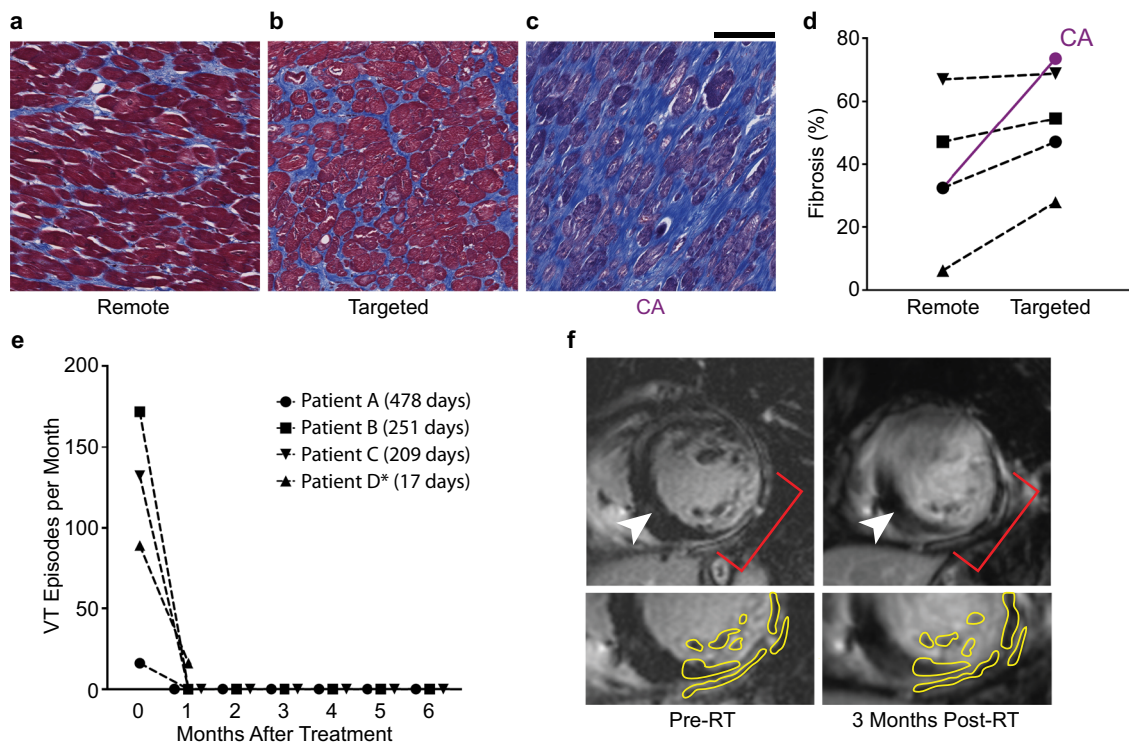 a
b
c
d
Remote
Targeted
CA
80
60
40
20
0
Fibrosis (%)
CA
Remote
Targeted
e
200
150
100
50
0
VT Episodes per Month
Patient A (478 days)
Patient B (251 days)
Patient C (209 days)
Patient D* (17 days)
0 1 2 3 4 5 6
Months After Treatment
f
Pre-RT
3 Months Post-RT